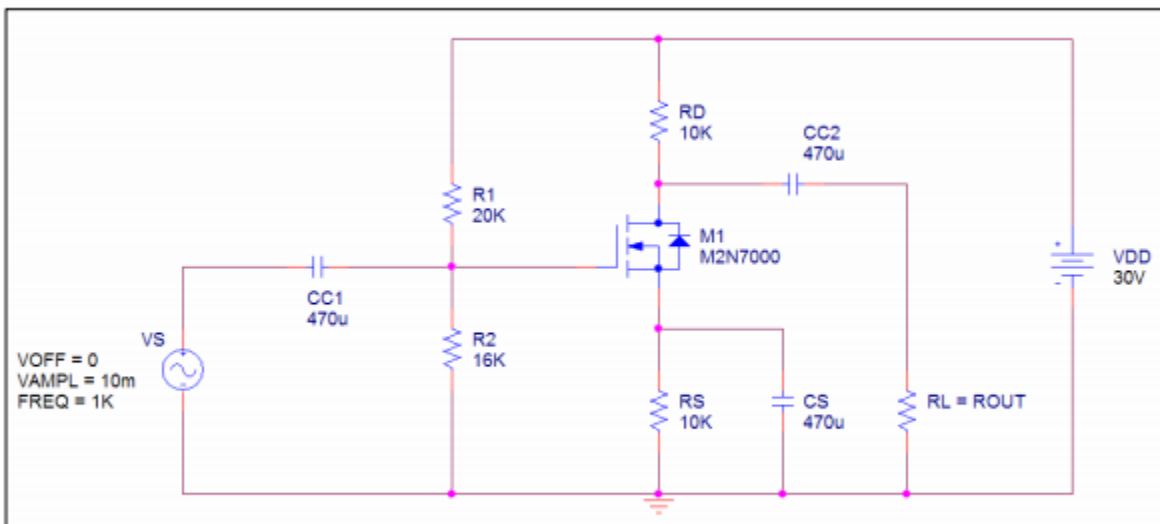 RD
10K
CC2
470u
R1
20K
M1
M2N7000
+
VDD
30V
-
CC1
470u
VS
R2
16K
VOFF = 0
VAMPL = 10m
FREQ = 1K
+
-
RS
10K
CS
470u
RL = ROUT